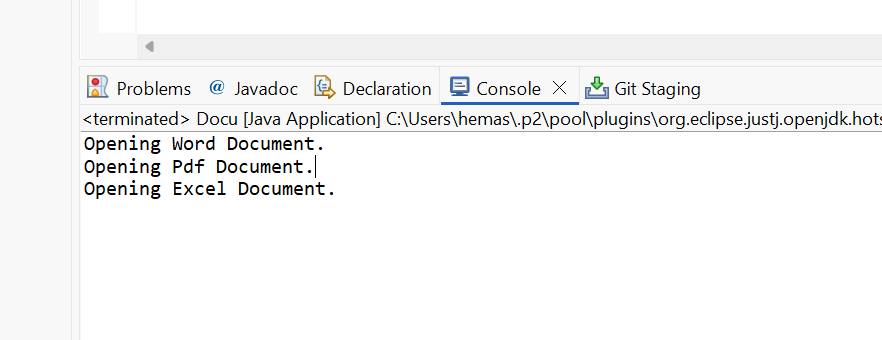 Problems @ Javadoc Declaration Console Git Staging
<terminated> Docu [Java Application] C:\Users\hemas\.p2\pool\plugins\org.eclipse.justj.openjdk.hots
Opening Word Document.
Opening Pdf Document.
Opening Excel Document.